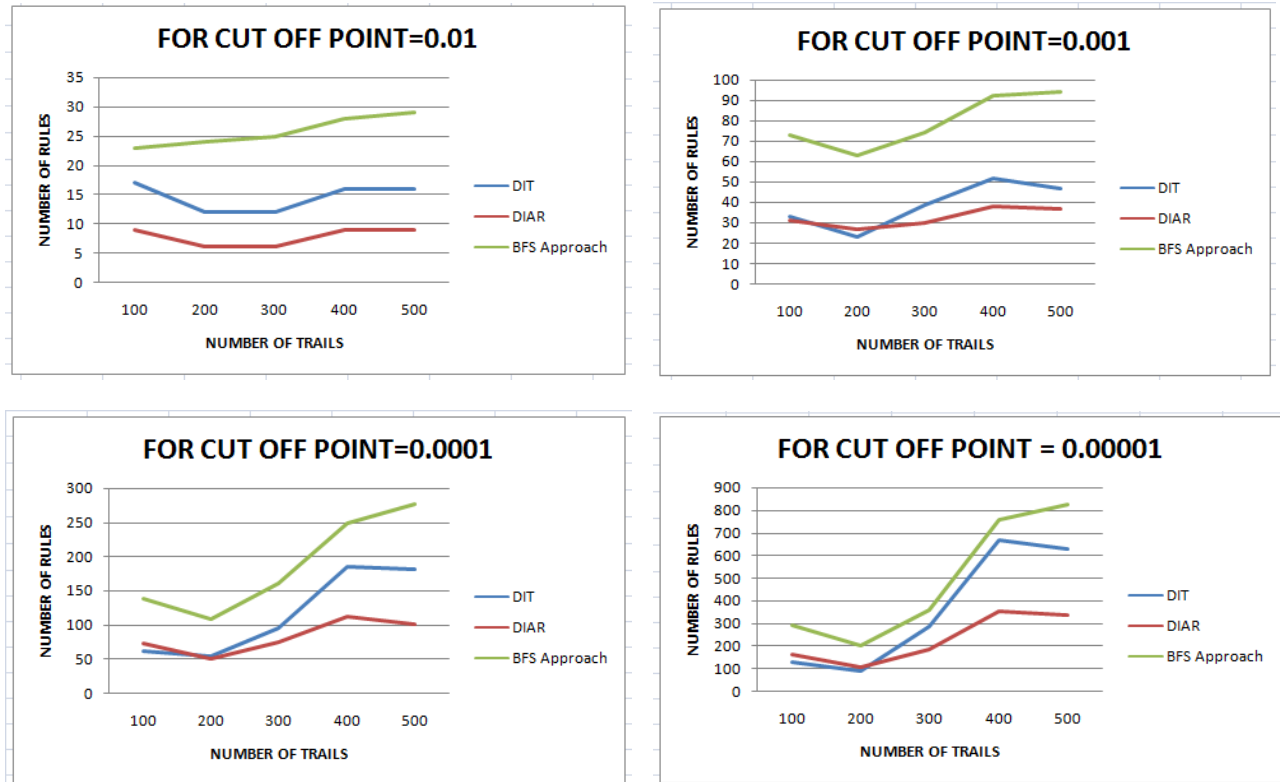 FOR CUT OFF POINT=0.01
NUMBER OF RULES
35
30
25
20
15
10
5
0
100 200 300 400 500
NUMBER OF TRAILS
DIT
DIAR
BFS Approach
FOR CUT OFF POINT=0.001
NUMBER OF RULES
100
90
80
70
60
50
40
30
20
10
0
100 200 300 400 500
NUMBER OF TRAILS
DIT
DIAR
BFS Approach
FOR CUT OFF POINT=0.0001
NUMBER OF RULES
300
250
200
150
100
50
0
100 200 300 400 500
NUMBER OF TRAILS
DIT
DIAR
BFS Approach
FOR CUT OFF POINT = 0.00001
NUMBER OF RULES
900
800
700
600
500
400
300
200
100
0
100 200 300 400 500
NUMBER OF TRAILS
DIT
DIAR
BFS Approach